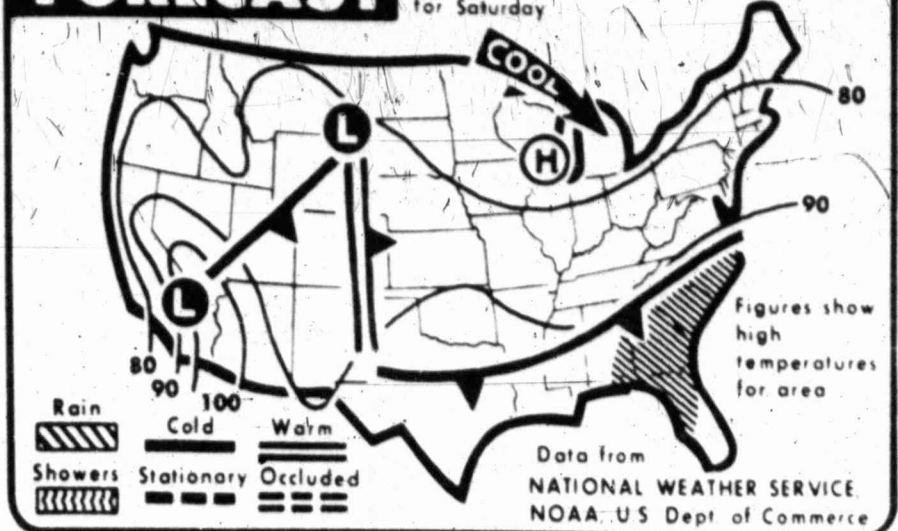 FORECAST for Saturday
COOL
L
H
L
80
90
80
90
100
Figures show
high
temperatures
for area
Rain
Cold
Warm
Showers
Stationary
Occluded
Data from
NATIONAL WEATHER SERVICE,
NOAA, U.S. Dept. of Commerce